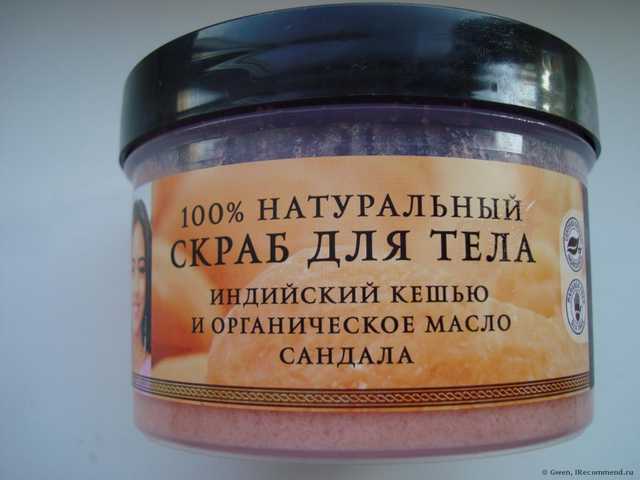 100% НАТУРАЛЬНЫЙ
СКРАБ ДЛЯ ТЕЛА
ИНДИЙСКИЙ КЕШЬЮ
И ОРГАНИЧЕСКОЕ МАСЛО
САНДАЛА
© Gwen, IRecommend.ru